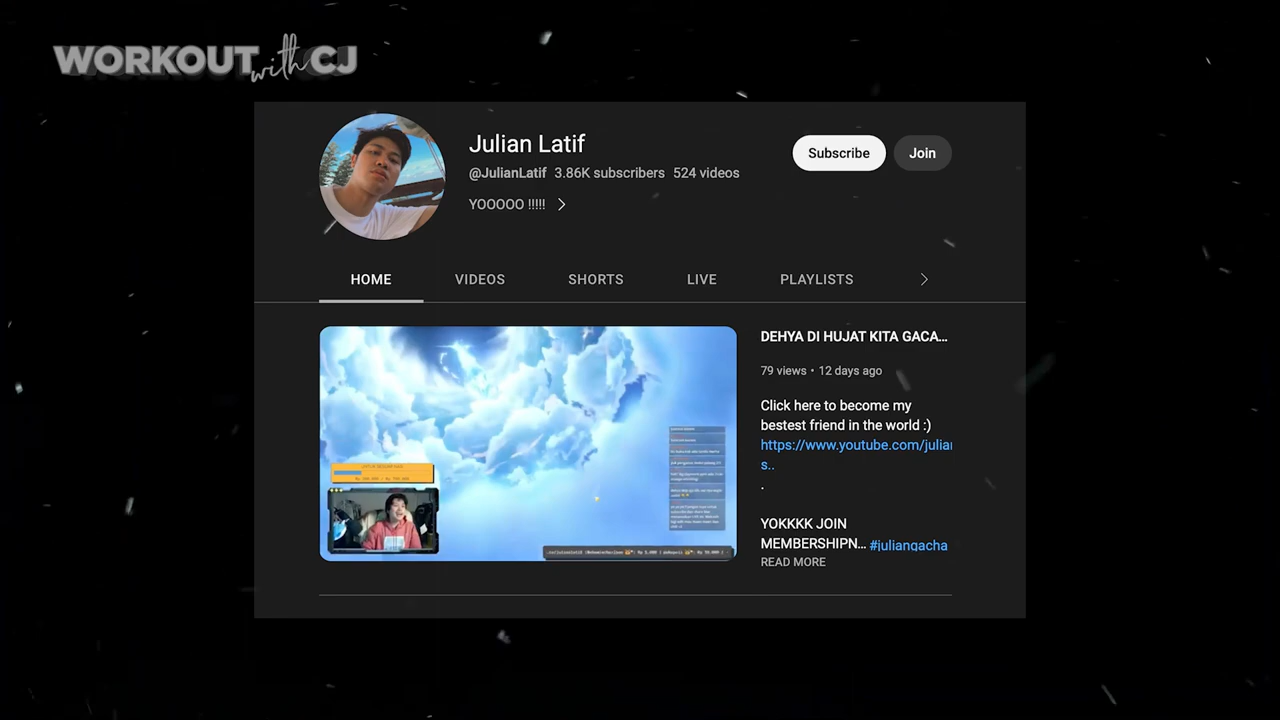 WORKOUT with CJ
Julian Latif
Subscribe
Join
@JulianLatif 3.86K subscribers 524 videos
YOOOOO !!!!!
HOME
VIDEOS
SHORTS
LIVE
PLAYLISTS
DEHYA DI HUJAT KITA GACA...
79 views • 12 days ago
Click here to become my
bestest friend in the world :)
https://www.youtube.com/julian
s..
.
YOKKKK JOIN
MEMBERSHIPN... #juliangacha
READ MORE